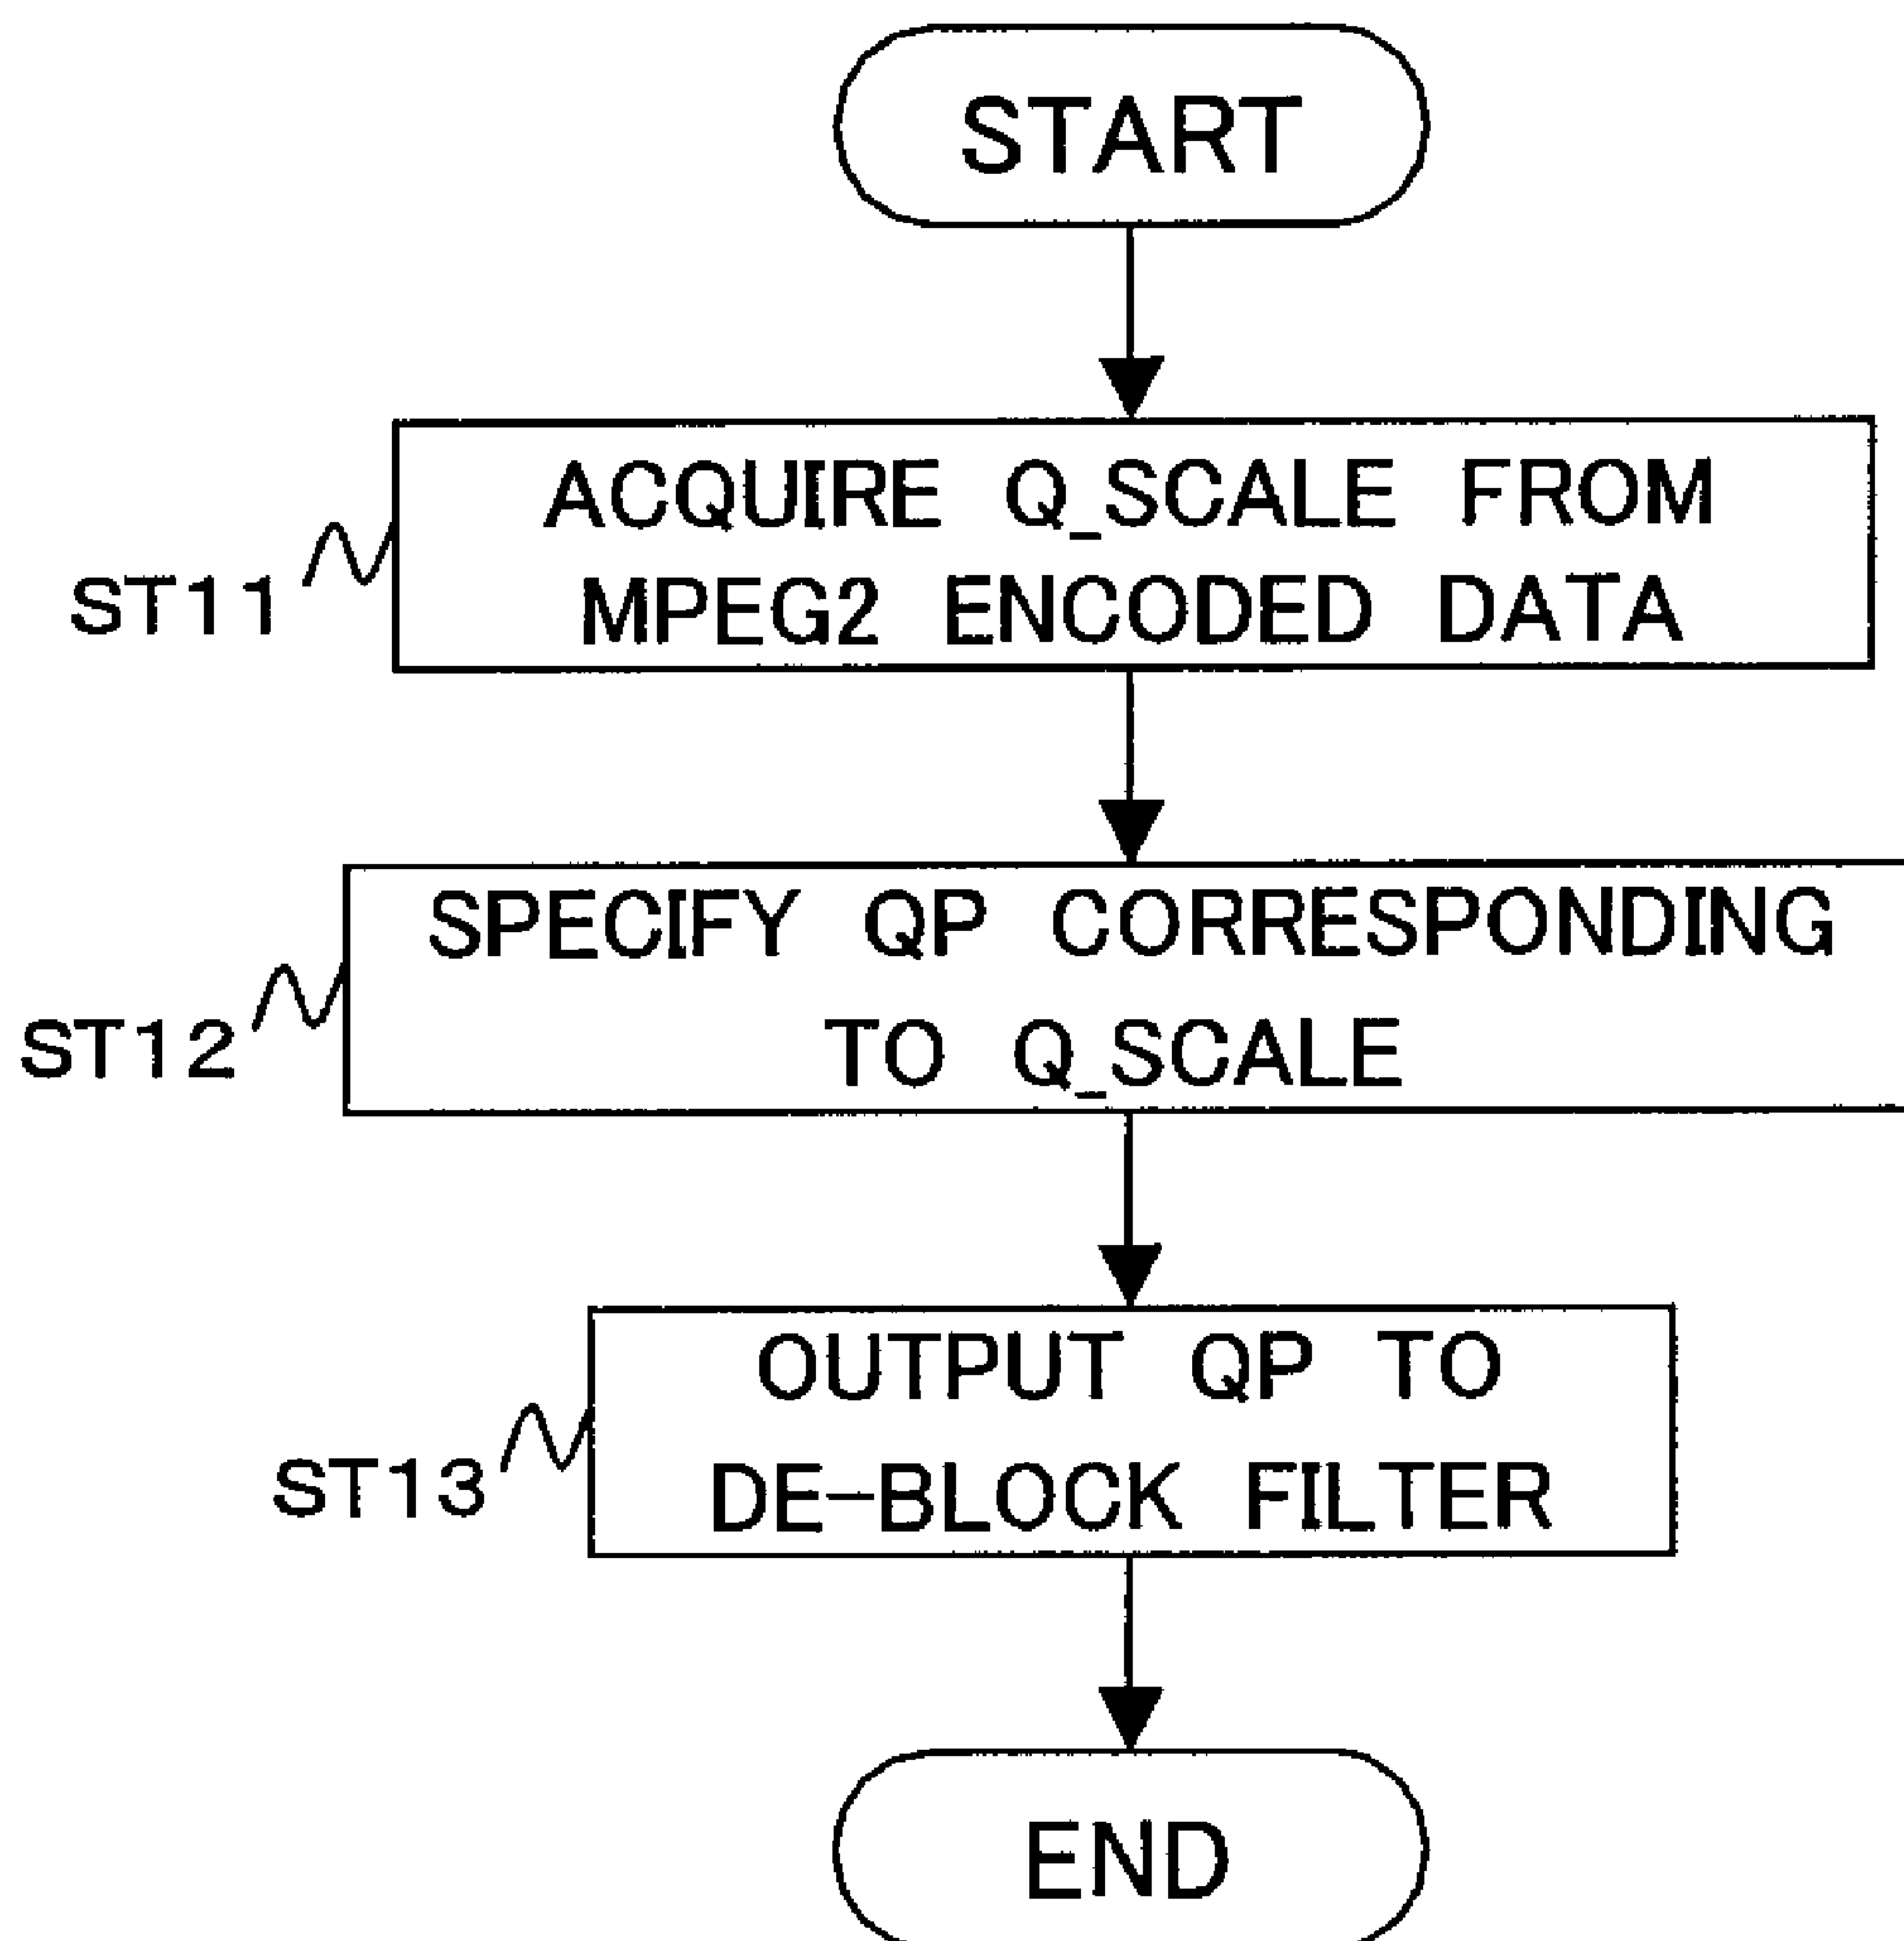 START
ACQUIRE Q_SCALE FROM
MPEG2 ENCODED DATA
ST11
SPECIFY QP CORRESPONDING
TO Q_SCALE
ST12
OUTPUT QP TO
DE-BLOCK FILTER
ST13
END